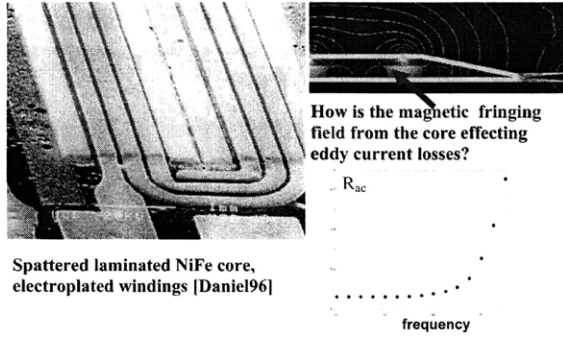 How is the magnetic fringing
field from the core effecting
eddy current losses?
R_ac
Spattered laminated NiFe core,
electroplated windings [Daniel96]
frequency